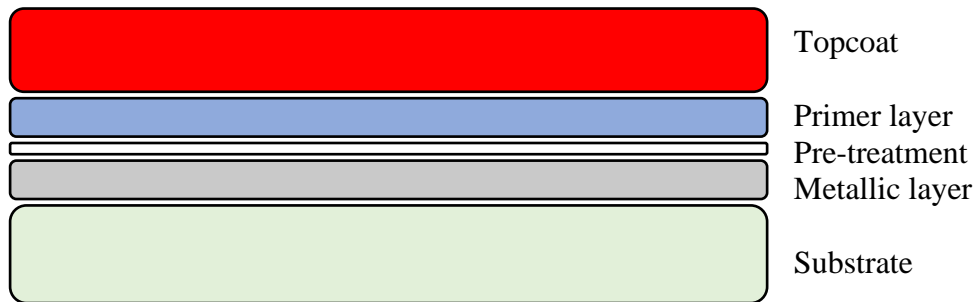 Topcoat
Primer layer
Pre-treatment
Metallic layer
Substrate